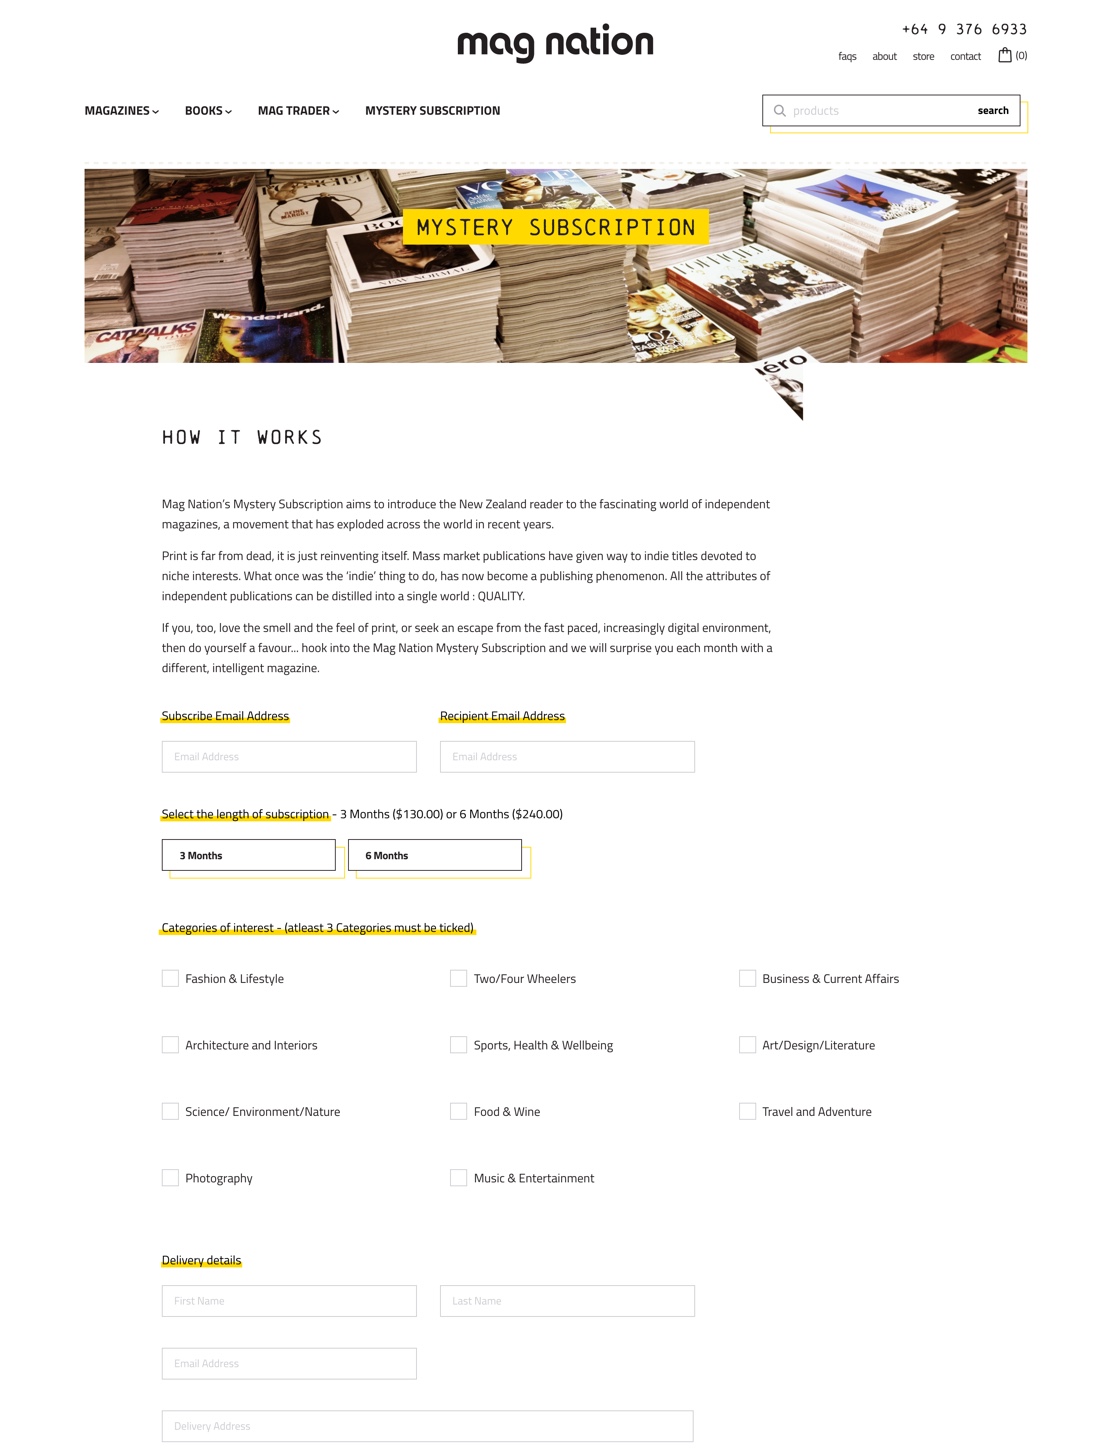 mag nation
+64 9 376 6933
faqs about store contact (0)
MAGAZINES BOOKS MAG TRADER MYSTERY SUBSCRIPTION
products search
MYSTERY SUBSCRIPTION
NEW NORMAL
CATWALKS
Wonderland.
HOW IT WORKS
Mag Nation's Mystery Subscription aims to introduce the New Zealand reader to the fascinating world of independent
magazines, a movement that has exploded across the world in recent years.
Print is far from dead, it is just reinventing itself. Mass market publications have given way to indie titles devoted to
niche interests. What once was the ‘indie’ thing to do, has now become a publishing phenomenon. All the attributes of
independent publications can be distilled into a single world : QUALITY.
If you, too, love the smell and the feel of print, or seek an escape from the fast paced, increasingly digital environment,
then do yourself a favour... hook into the Mag Nation Mystery Subscription and we will surprise you each month with a
different, intelligent magazine.
Subscribe Email Address Recipient Email Address
Email Address Email Address
Select the length of subscription - 3 Months ($130.00) or 6 Months ($240.00)
3 Months 6 Months
Categories of interest - (atleast 3 Categories must be ticked)
Fashion & Lifestyle Two/Four Wheelers Business & Current Affairs
Architecture and Interiors Sports, Health & Wellbeing Art/Design/Literature
Science/ Environment/Nature Food & Wine Travel and Adventure
Photography Music & Entertainment
Delivery details
First Name Last Name
Email Address
Delivery Address